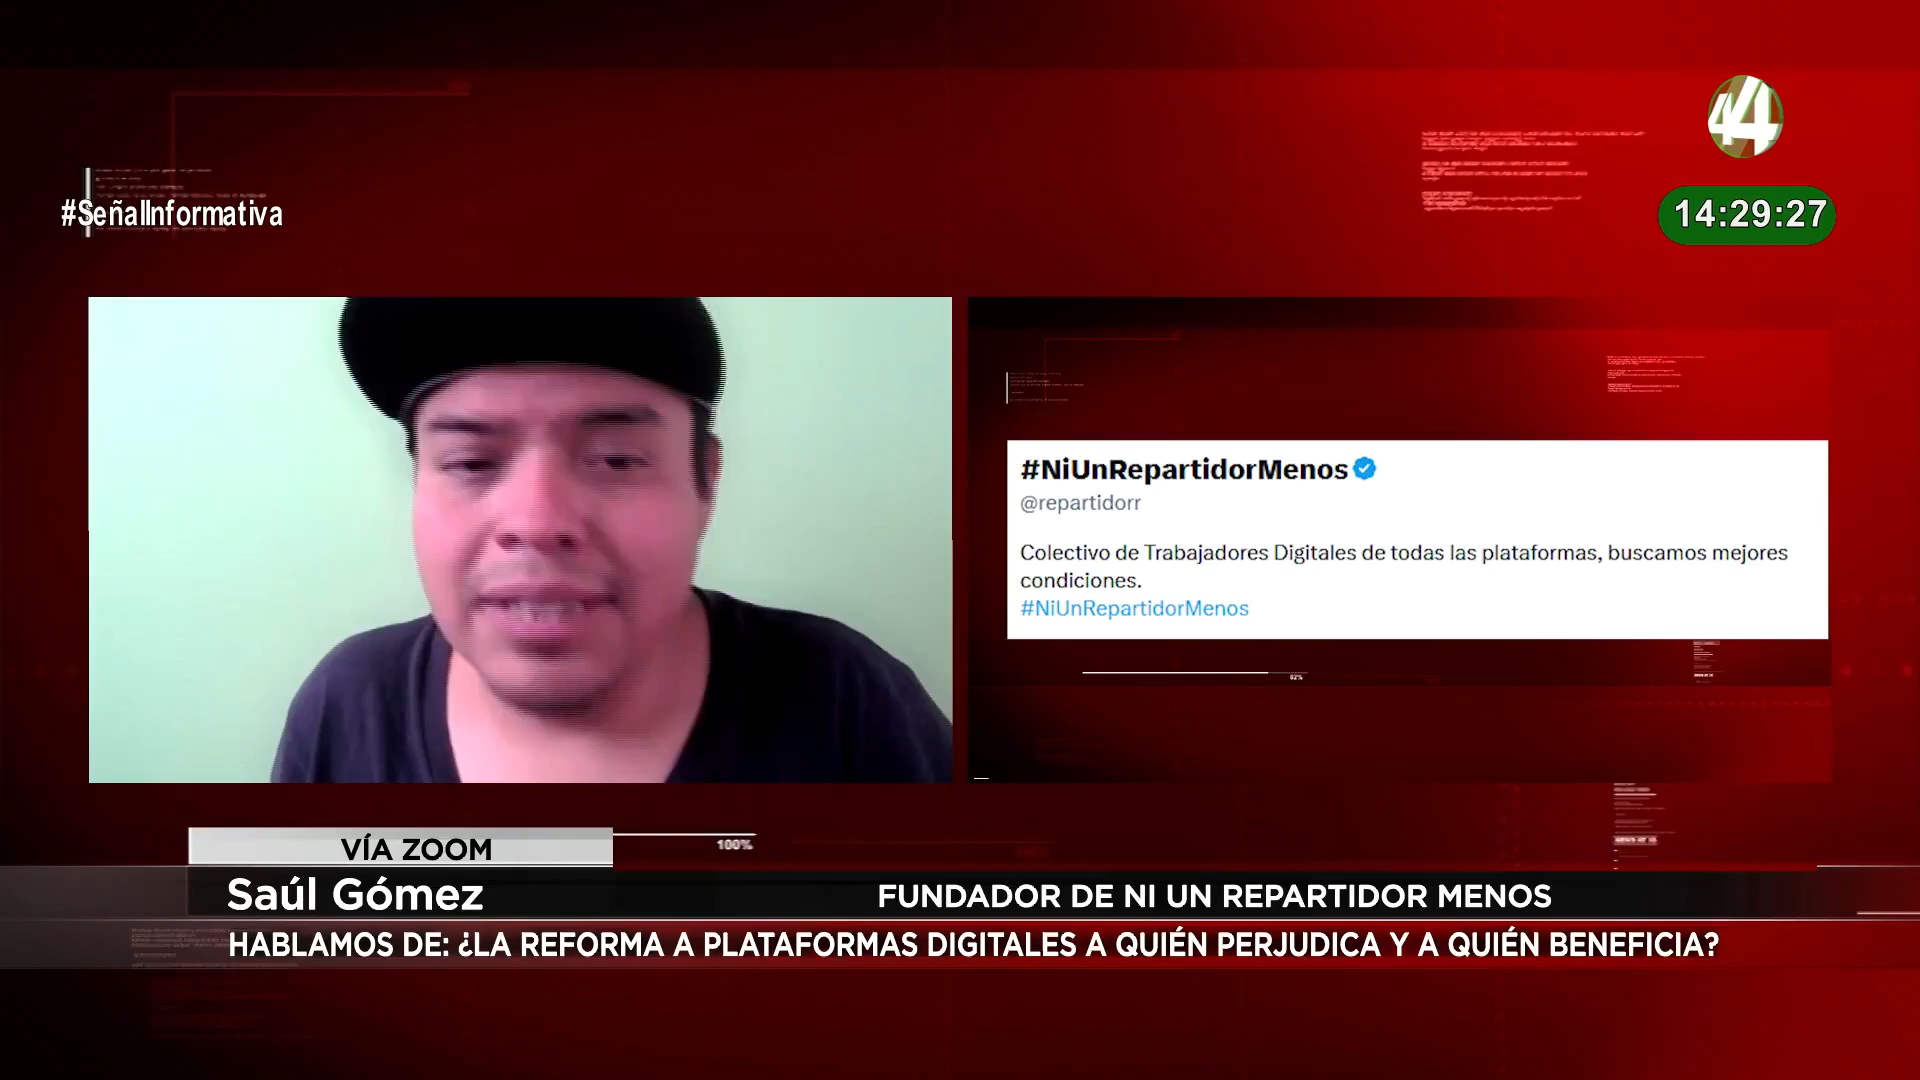 44
#SeñalInformativa
14:29:27
#NiUnRepartidorMenos
@repartidorr
Colectivo de Trabajadores Digitales de todas las plataformas, buscamos mejores
condiciones.
#NiUnRepartidorMenos
62%
VÍA ZOOM
100%
Saúl Gómez
FUNDADOR DE NI UN REPARTIDOR MENOS
HABLAMOS DE: ¿LA REFORMA A PLATAFORMAS DIGITALES A QUIÉN PERJUDICA Y A QUIÉN BENEFICIA?